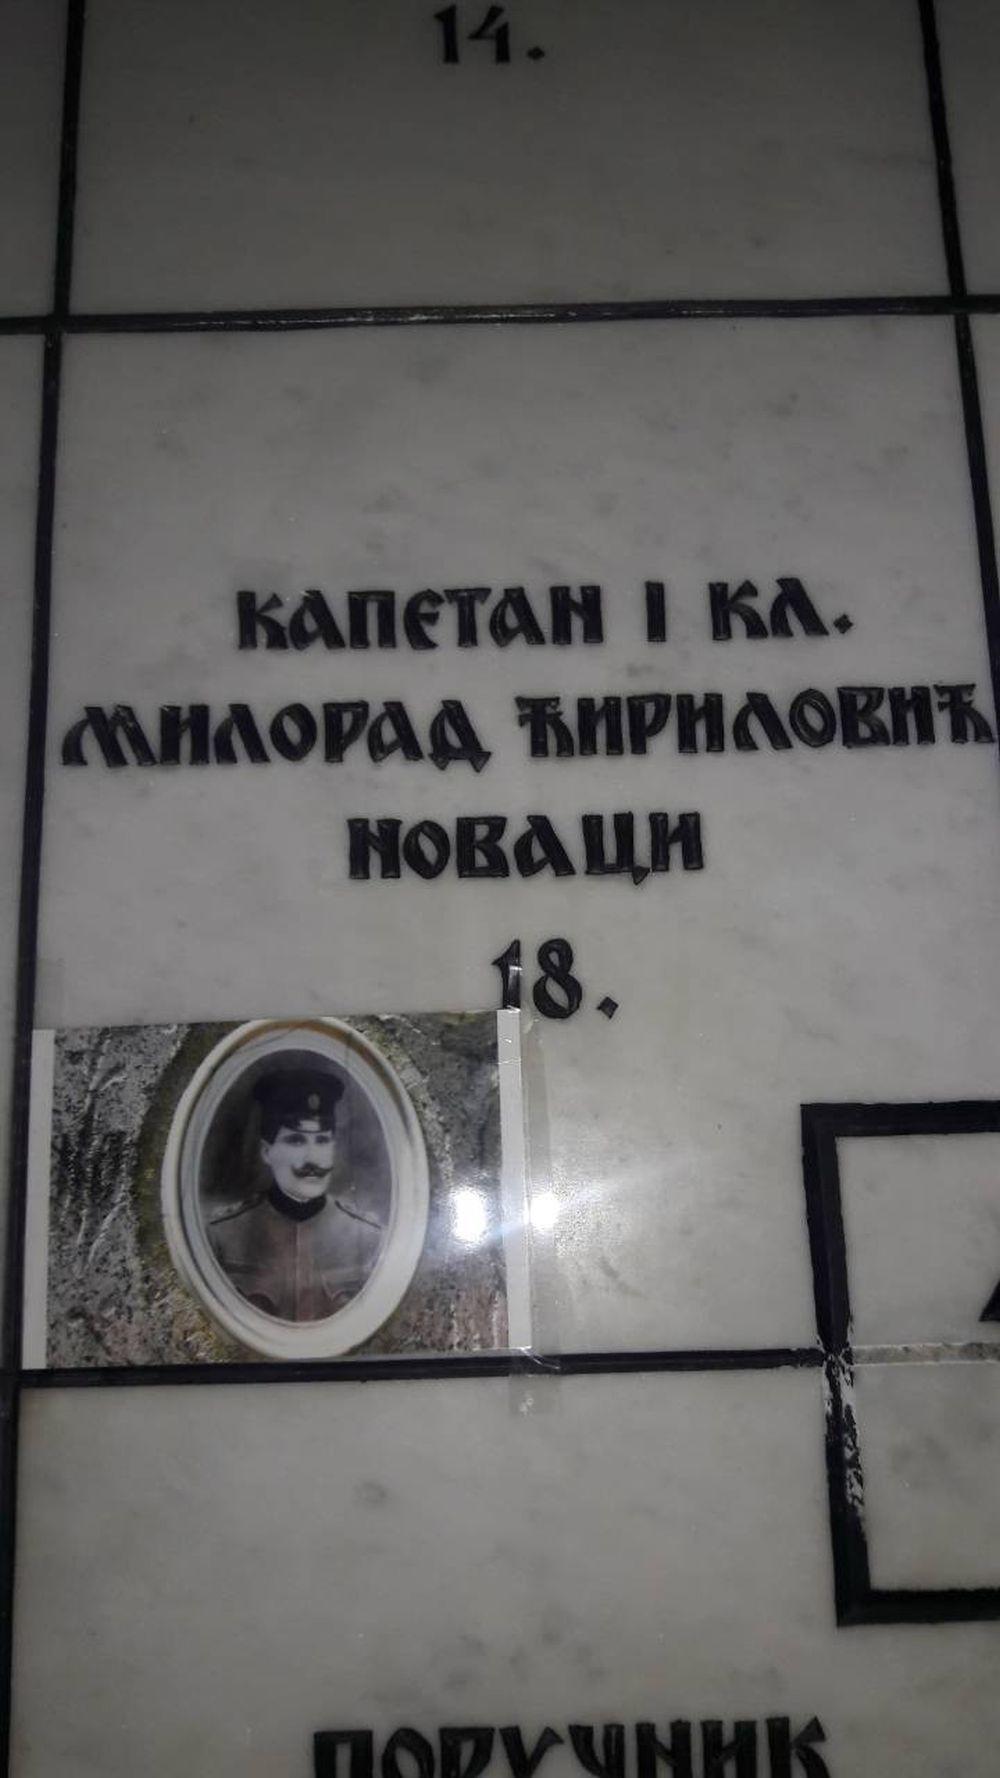 14.
КАПЕТАН I КЛ.
МИЛОРАД ЋИРИЛОВИЋ
НОВАЦИ
18.
ПОРУЧНИК